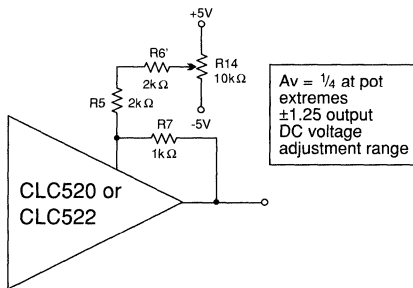 +5V
R6'
2kΩ
R14
10kΩ
R5
2kΩ
-5V
R7
1kΩ
CLC520 or
CLC522
Av = 1/4 at pot
extremes
±1.25 output
DC voltage
adjustment range